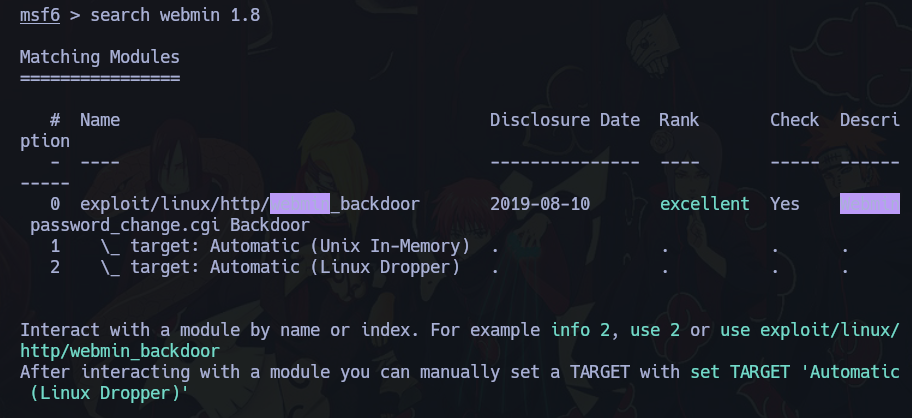 msf6 > search webmin 1.8
Matching Modules
================
# Name Disclosure Date Rank Check Descri
ption
- ---- --------------- ---- ----- ------
-----
0 exploit/linux/http/webmin_backdoor 2019-08-10 excellent Yes Webmin
password_change.cgi Backdoor
1 \_ target: Automatic (Unix In-Memory) . . . .
2 \_ target: Automatic (Linux Dropper) . . . .
Interact with a module by name or index. For example info 2, use 2 or use exploit/linux/
http/webmin_backdoor
After interacting with a module you can manually set a TARGET with set TARGET 'Automatic
(Linux Dropper)'